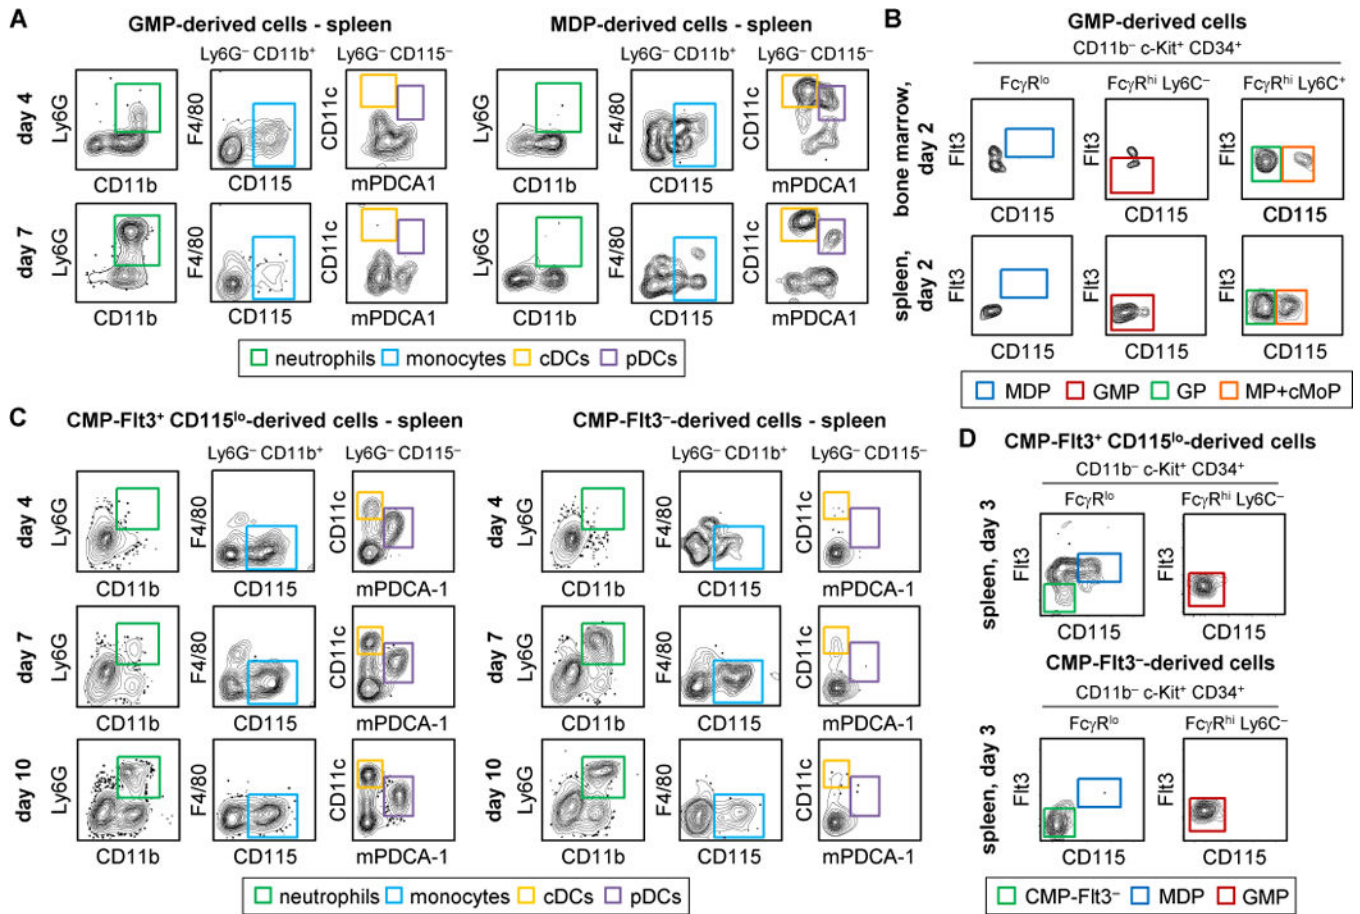 A
GMP-derived cells - spleen
MDP-derived cells - spleen
Ly6G⁻ CD11b⁺
Ly6G⁻ CD115⁻
Ly6G⁻ CD11b⁺
Ly6G⁻ CD115⁻
day 4
Ly6G
F4/80
CD11c
Ly6G
F4/80
CD11c
CD11b
CD115
mPDCA1
CD11b
CD115
mPDCA1
day 7
Ly6G
F4/80
CD11c
Ly6G
F4/80
CD11c
CD11b
CD115
mPDCA1
CD11b
CD115
mPDCA1
neutrophils monocytes cDCs pDCs
B
GMP-derived cells
CD11b⁻ c-Kit⁺ CD34⁺
FcγRˡᵒ
FcγRʰⁱ Ly6C⁻
FcγRʰⁱ Ly6C⁺
bone marrow,
day 2
Flt3
Flt3
Flt3
CD115
CD115
CD115
spleen,
day 2
Flt3
Flt3
Flt3
CD115
CD115
CD115
MDP GMP GP MP+cMoP
C
CMP-Flt3⁺ CD115ˡᵒ-derived cells - spleen
CMP-Flt3⁻-derived cells - spleen
Ly6G⁻ CD11b⁺
Ly6G⁻ CD115⁻
Ly6G⁻ CD11b⁺
Ly6G⁻ CD115⁻
day 4
Ly6G
F4/80
CD11c
Ly6G
F4/80
CD11c
CD11b
CD115
mPDCA-1
CD11b
CD115
mPDCA-1
day 7
Ly6G
F4/80
CD11c
Ly6G
F4/80
CD11c
CD11b
CD115
mPDCA-1
CD11b
CD115
mPDCA-1
day 10
Ly6G
F4/80
CD11c
Ly6G
F4/80
CD11c
CD11b
CD115
mPDCA-1
CD11b
CD115
mPDCA-1
neutrophils monocytes cDCs pDCs
D
CMP-Flt3⁺ CD115ˡᵒ-derived cells
CD11b⁻ c-Kit⁺ CD34⁺
FcγRˡᵒ
FcγRʰⁱ Ly6C⁻
spleen, day 3
Flt3
Flt3
CD115
CD115
CMP-Flt3⁻-derived cells
CD11b⁻ c-Kit⁺ CD34⁺
FcγRˡᵒ
FcγRʰⁱ Ly6C⁻
spleen, day 3
Flt3
Flt3
CD115
CD115
CMP-Flt3⁻ MDP GMP